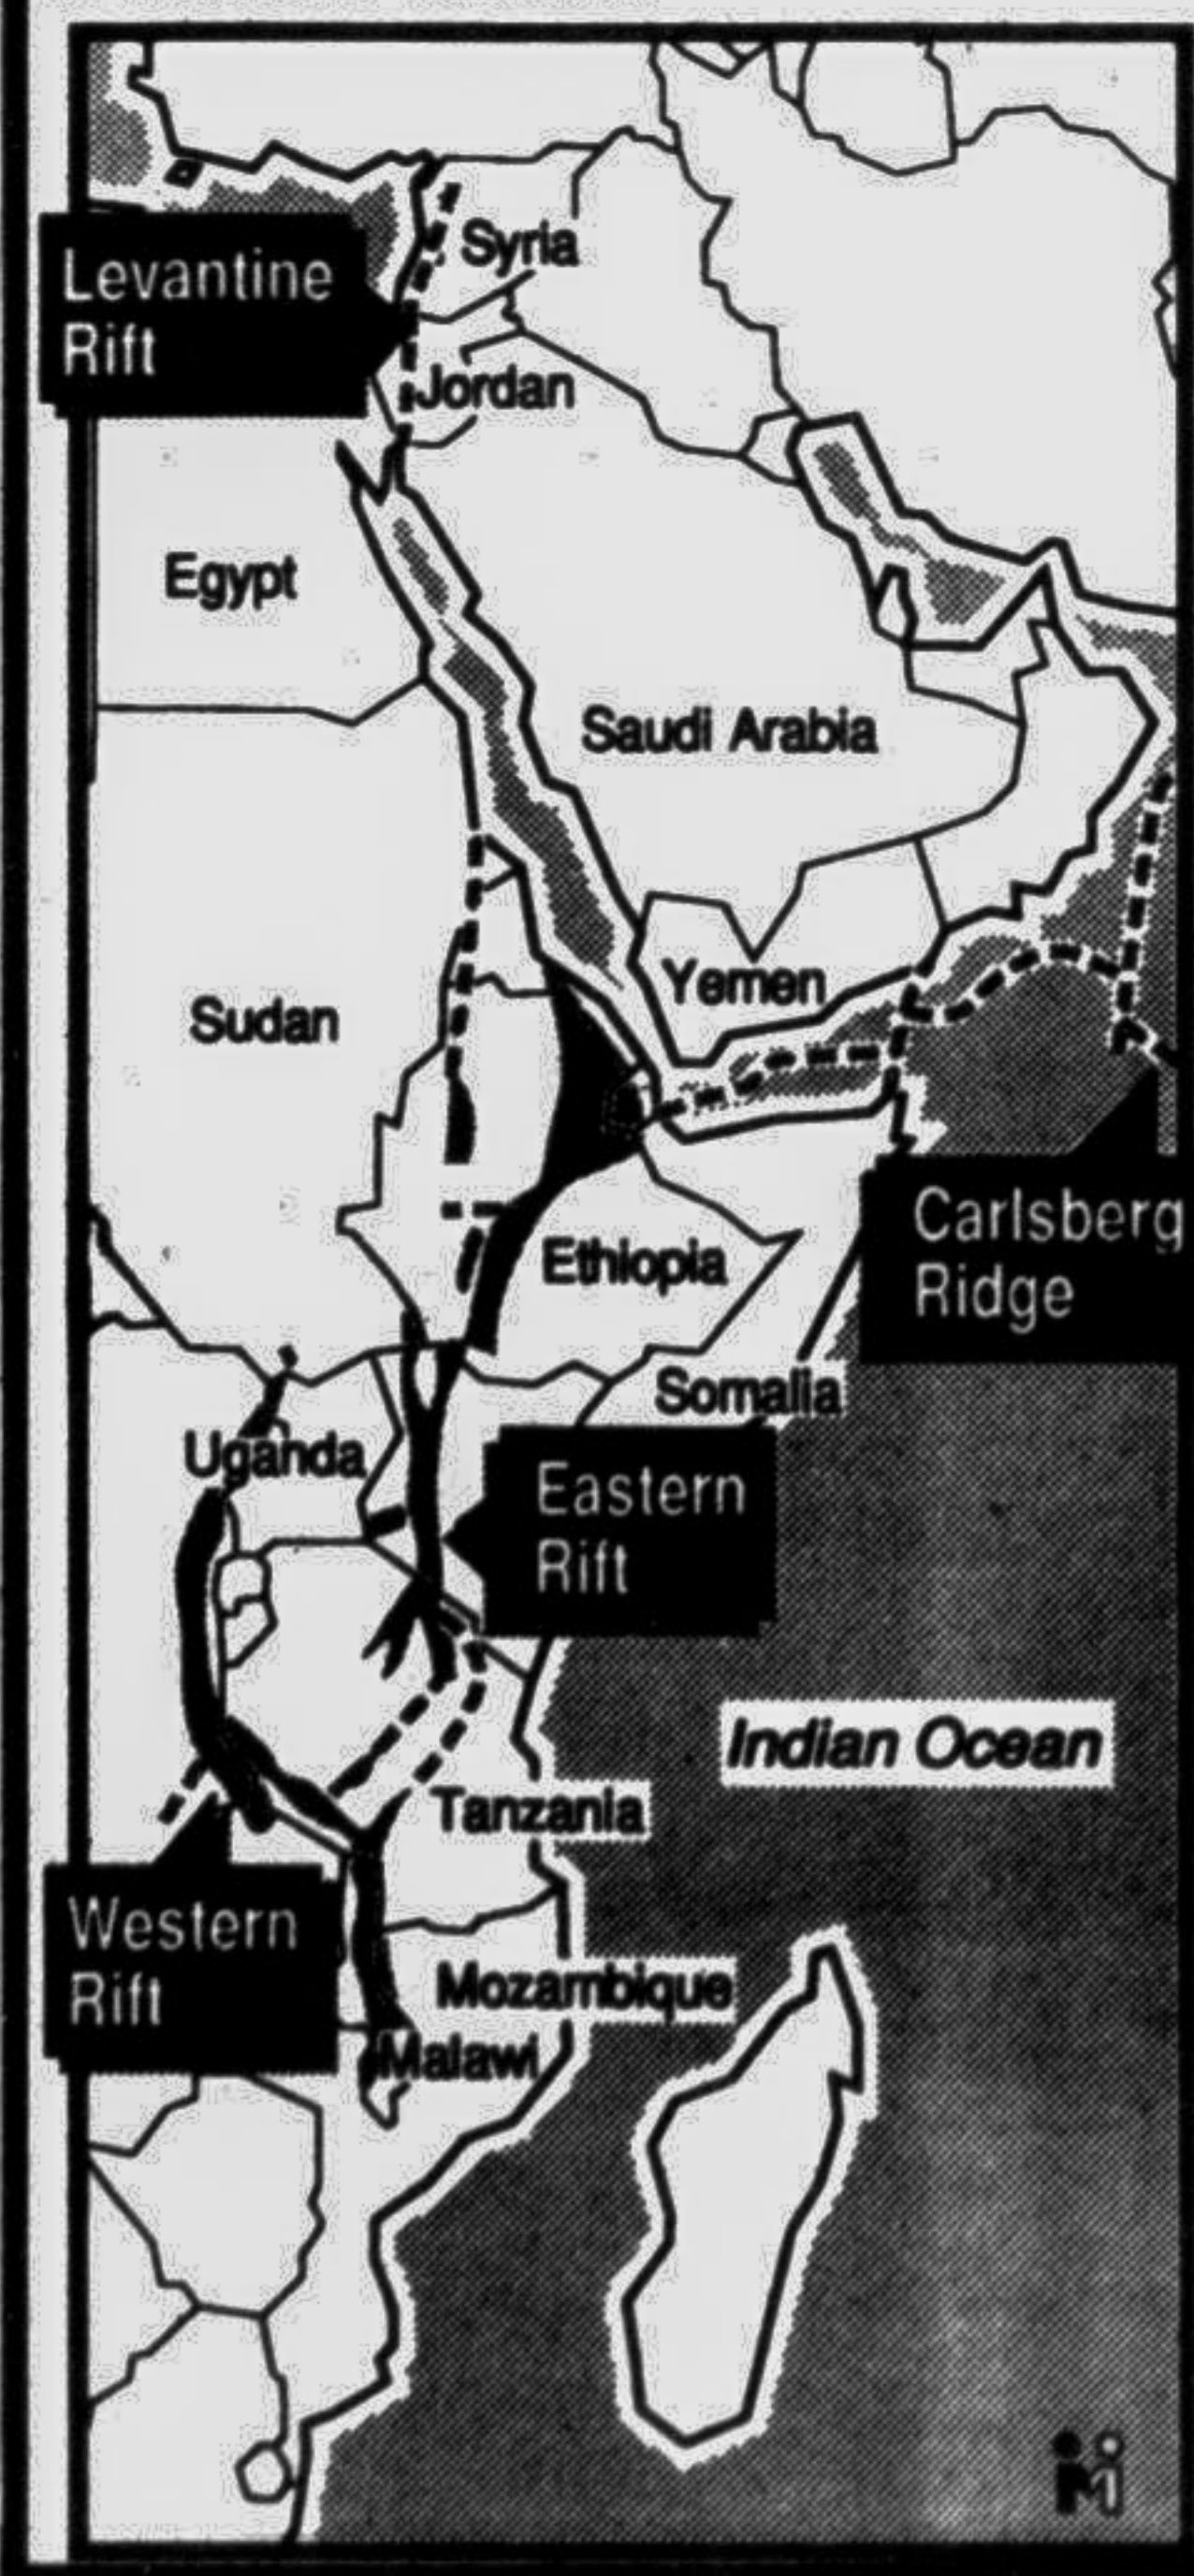 Syria
Levantine
Rift
Jordan
Egypt
Saudi Arabia
Yemen
Sudan
Carlsberg
Ridge
Ethiopia
Somalia
Uganda
Eastern
Rift
Indian Ocean
Tanzania
Western
Rift
Mozambique
Malawi